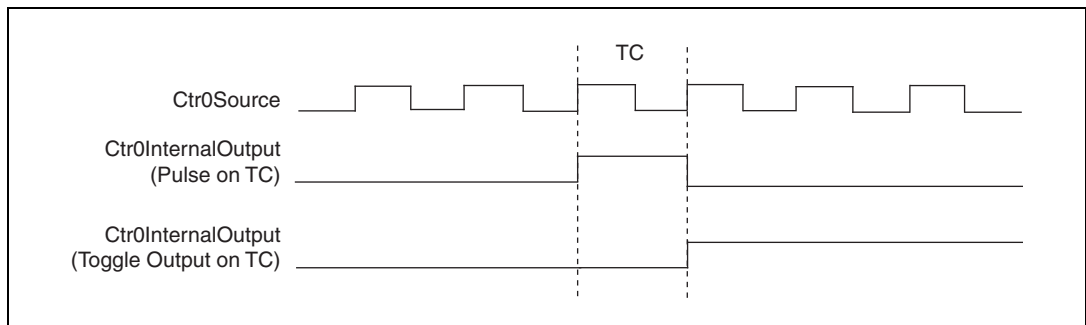 TC
Ctr0Source
Ctr0InternalOutput
(Pulse on TC)
Ctr0InternalOutput
(Toggle Output on TC)